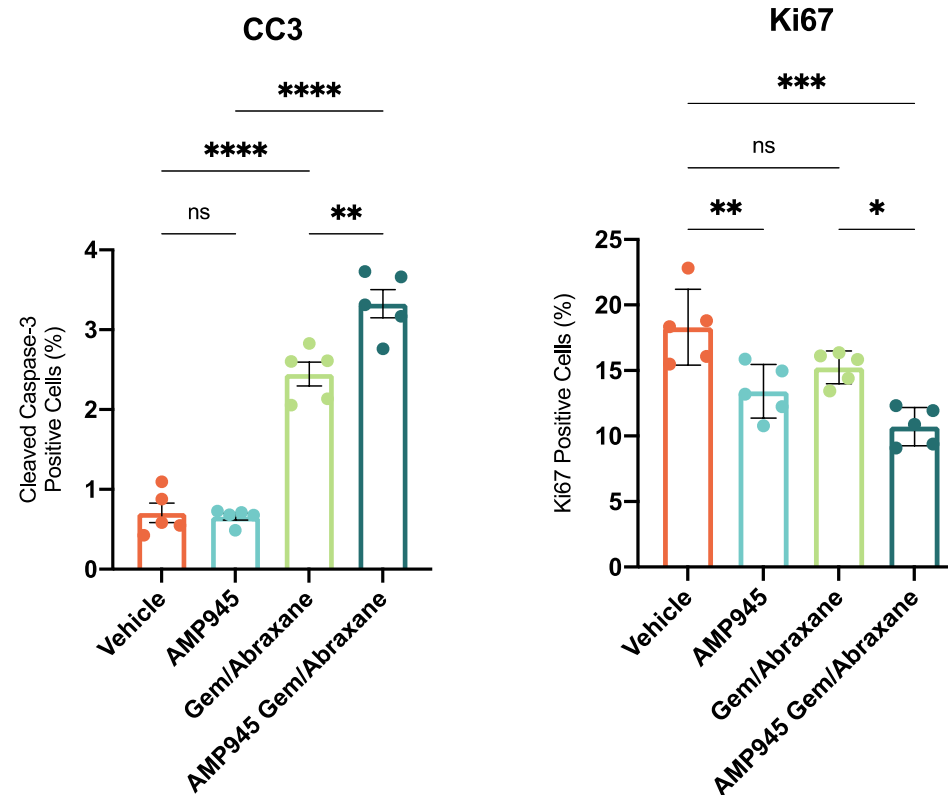 CC3
****
****
ns
**
4
3
2
1
0
Cleaved Caspase-3
Positive Cells (%)
Vehicle
AMP945
Gem/Abraxane
AMP945 Gem/Abraxane
Ki67
***
ns
**
*
25
20
15
10
5
0
Ki67 Positive Cells (%)
Vehicle
AMP945
Gem/Abraxane
AMP945 Gem/Abraxane